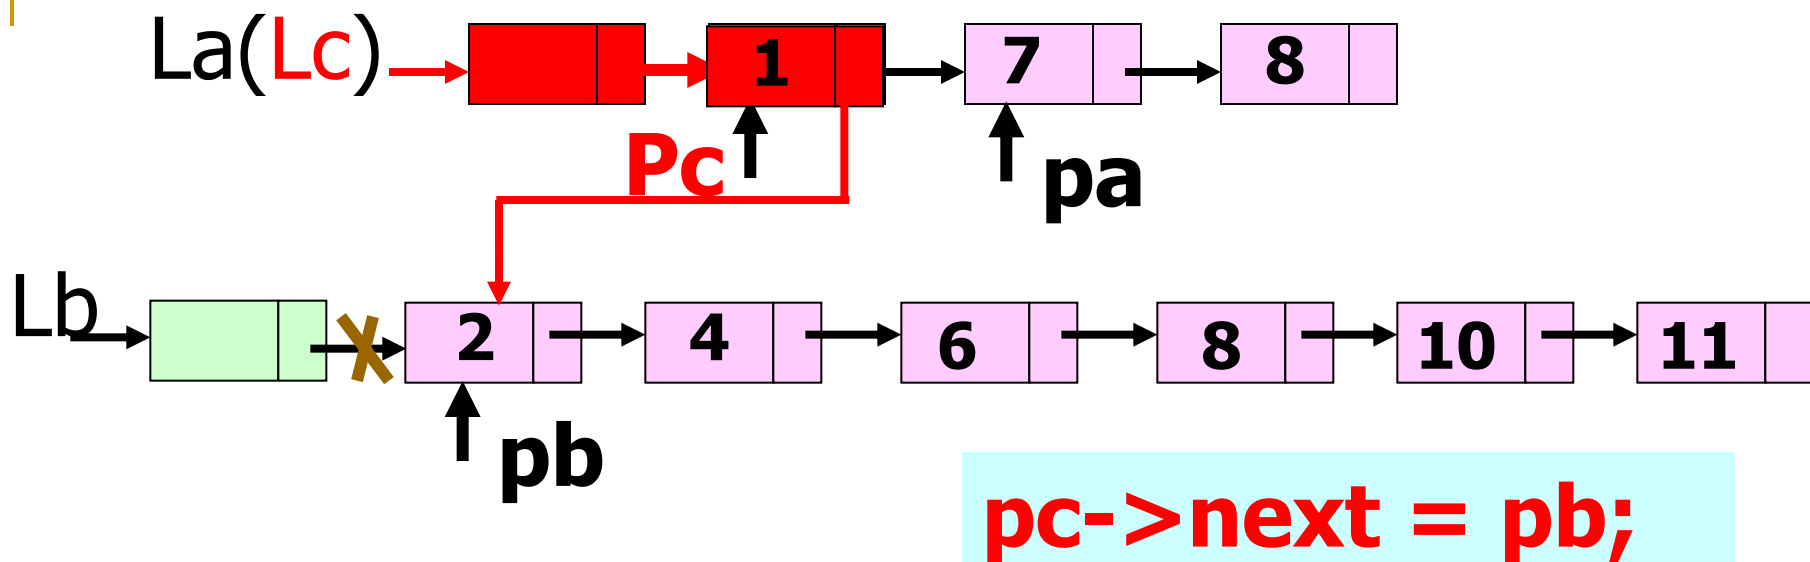 La(Lc) 1 7 8
Pc pa
Lb 2 4 6 8 10 11
pb
pc->next = pb;